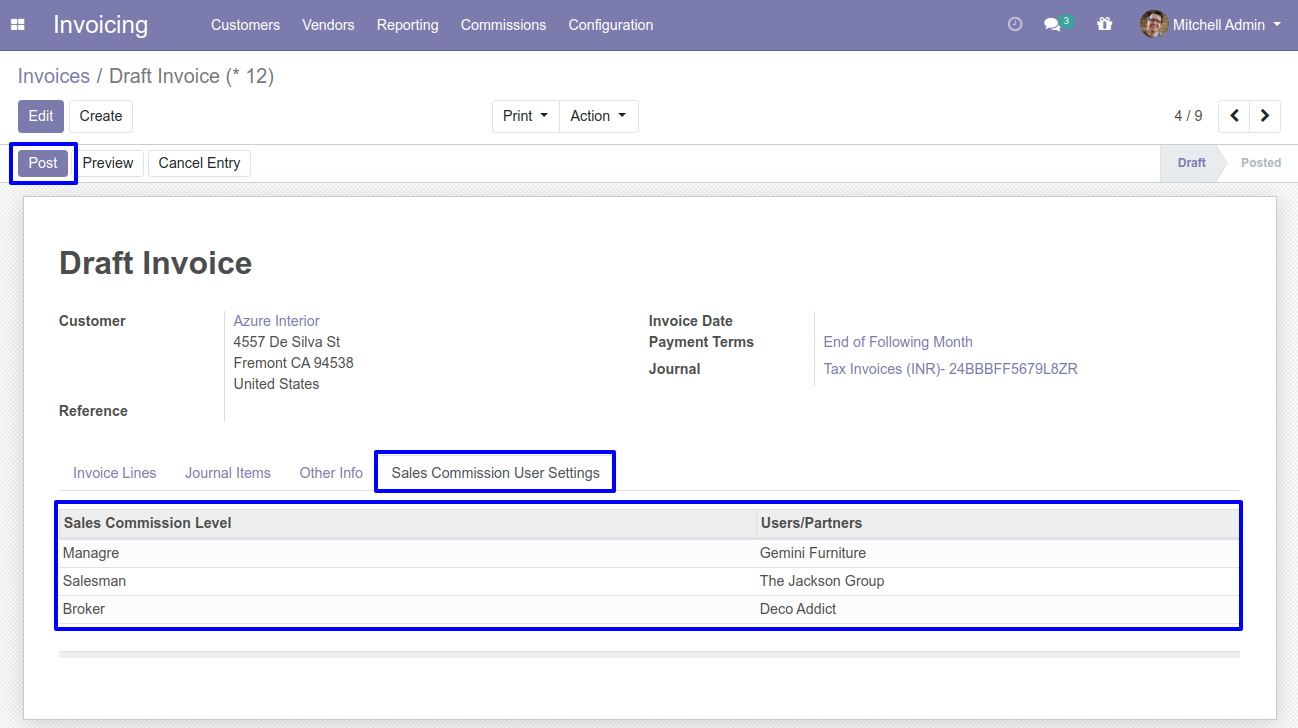 Invoicing Customers Vendors Reporting Commissions Configuration 3 Mitchell Admin
Invoices / Draft Invoice (* 12)
Edit Create Print Action 4 / 9
Post Preview Cancel Entry Draft Posted
Draft Invoice
Customer Azure Interior Invoice Date
4557 De Silva St Payment Terms End of Following Month
Fremont CA 94538 Journal Tax Invoices (INR)- 24BBBFF5679L8ZR
United States
Reference
Invoice Lines Journal Items Other Info Sales Commission User Settings
Sales Commission Level Users/Partners
Managre Gemini Furniture
Salesman The Jackson Group
Broker Deco Addict